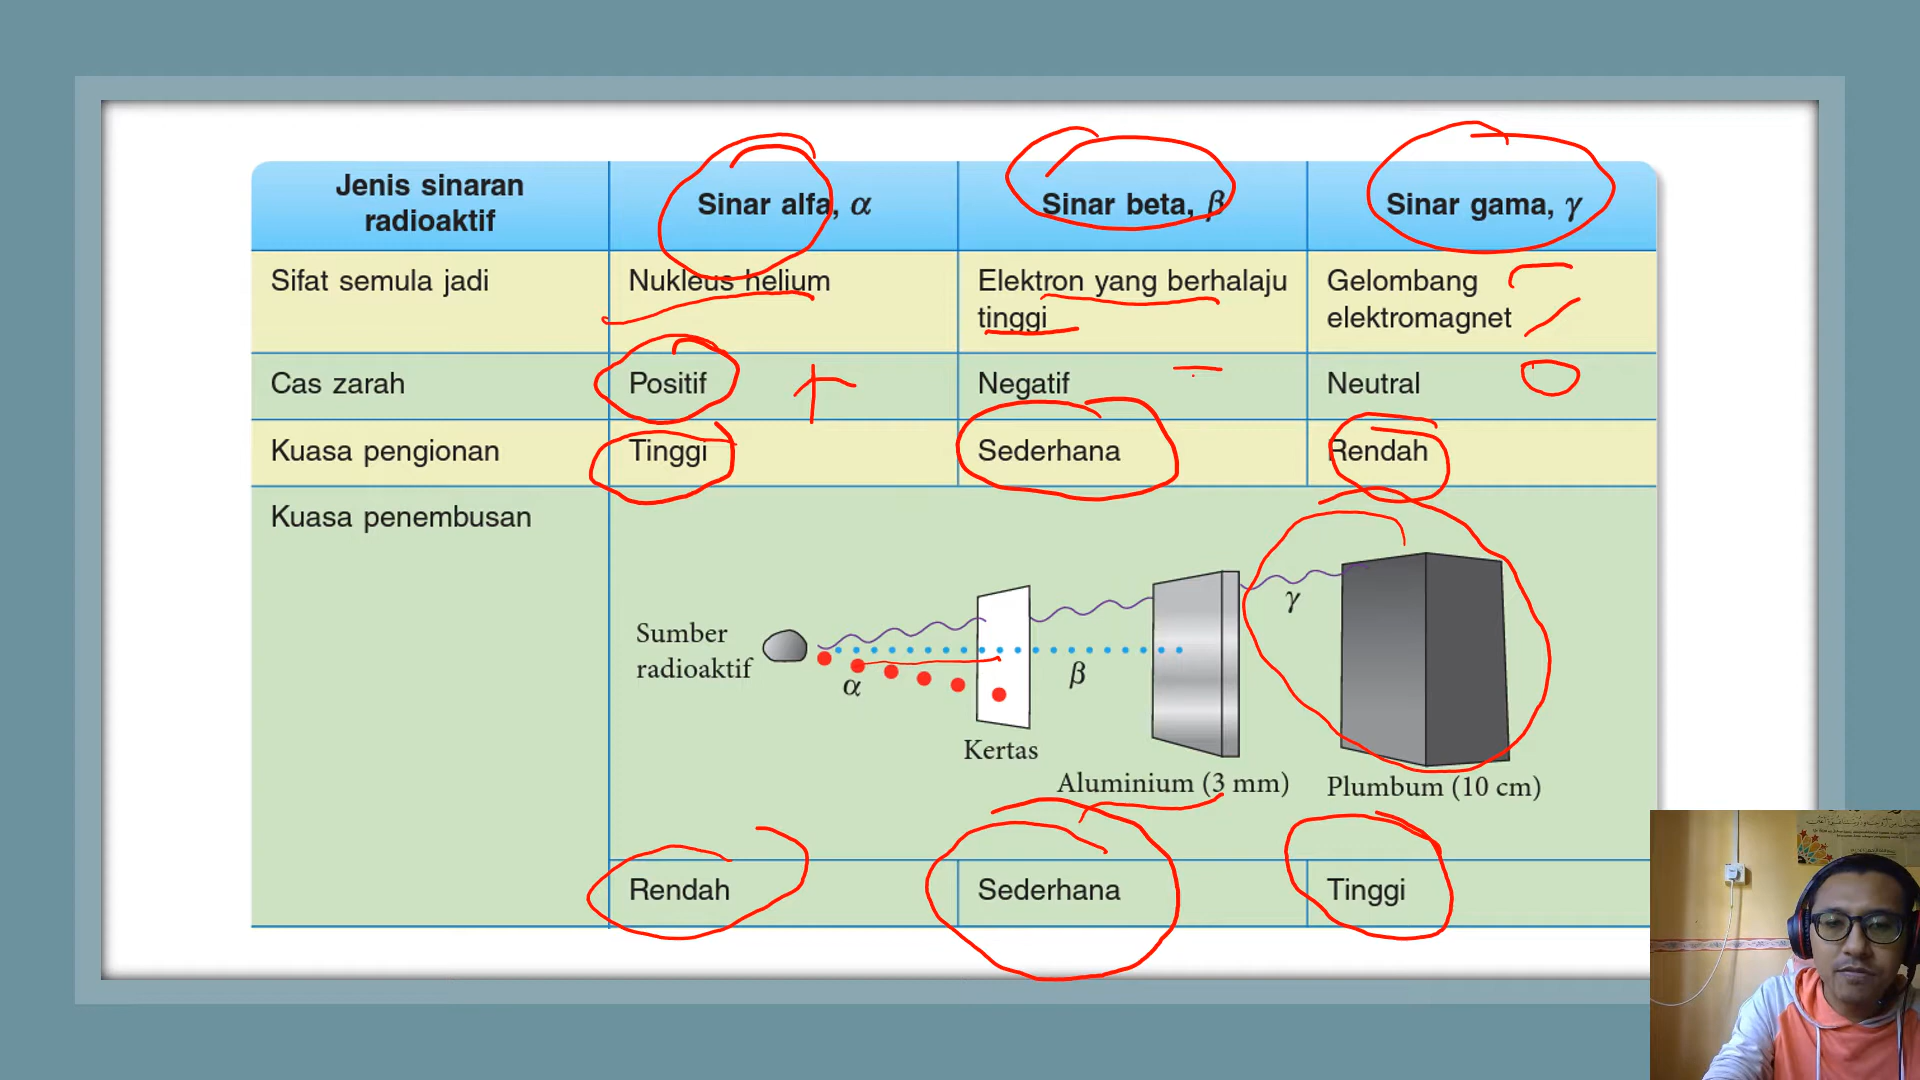 Jenis sinaran
radioaktif
Sinar alfa, α
Sinar beta, β
Sinar gama, γ
Sifat semula jadi
Nukleus helium
Elektron yang berhalaju
tinggi
Gelombang
elektromagnet
Cas zarah
Positif
+
Negatif
−
Neutral
Kuasa pengionan
Tinggi
Sederhana
Rendah
Kuasa penembusan
Sumber
radioaktif
α
β
γ
Kertas
Aluminium (3 mm)
Plumbum (10 cm)
Rendah
Sederhana
Tinggi